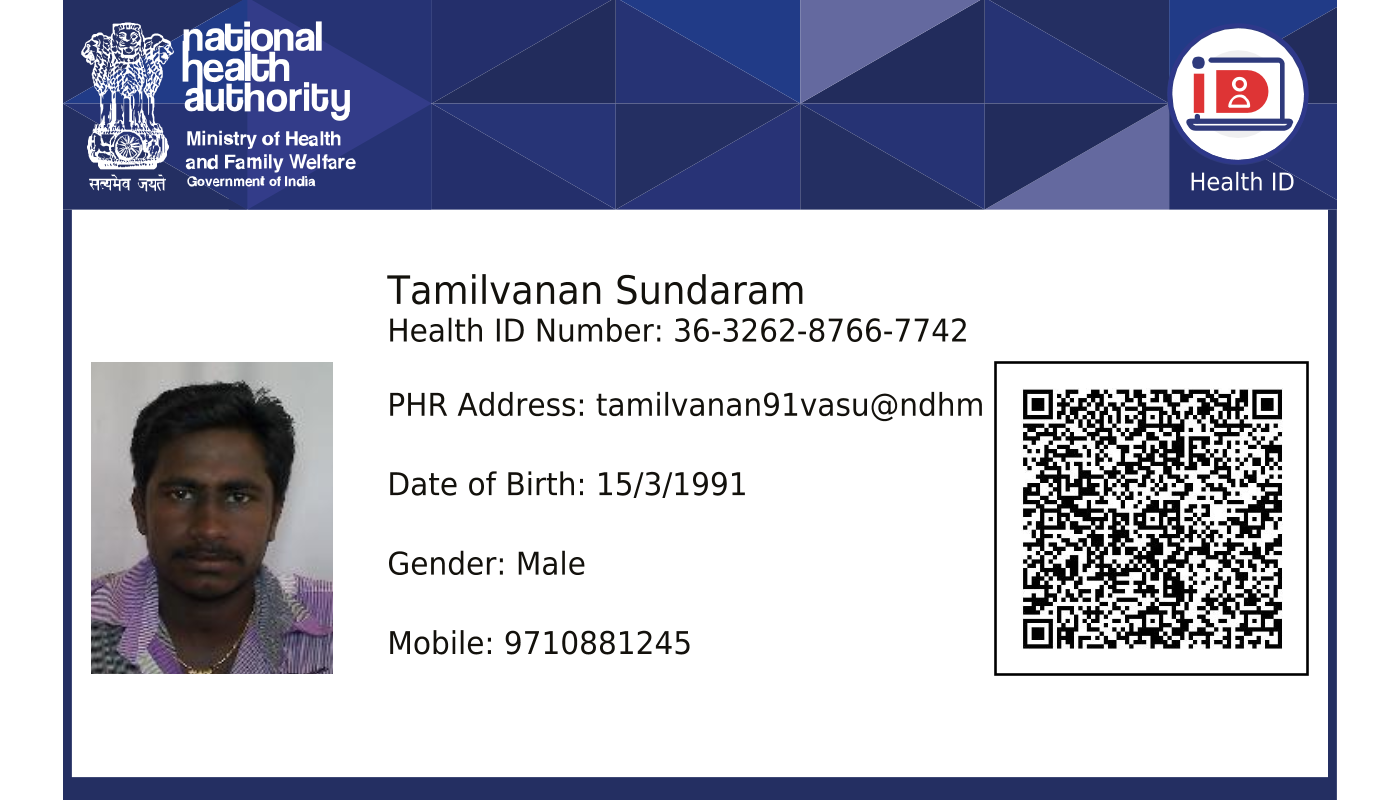 national
health
authority
Ministry of Health
and Family Welfare
Government of India
सत्यमेव जयते
Health ID
Tamilvanan Sundaram
Health ID Number: 36-3262-8766-7742
PHR Address: tamilvanan91vasu@ndhm
Date of Birth: 15/3/1991
Gender: Male
Mobile: 9710881245